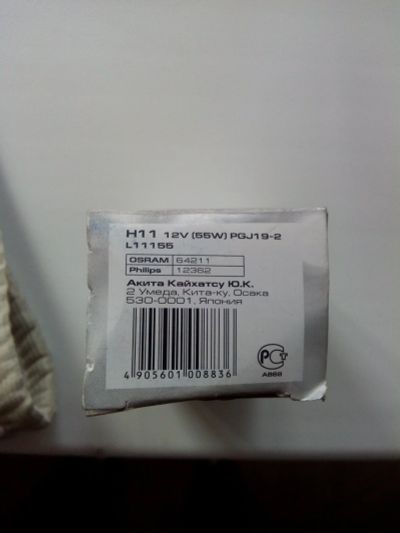 H11 12V (55W) PGJ19-2
L11155
OSRAM 64211
Philips 12362
Акита Кайхатсу Ю.К.
2 Умеда, Кита-ку, Осака
530-0001, Япония
4 905601 008836
РСТ